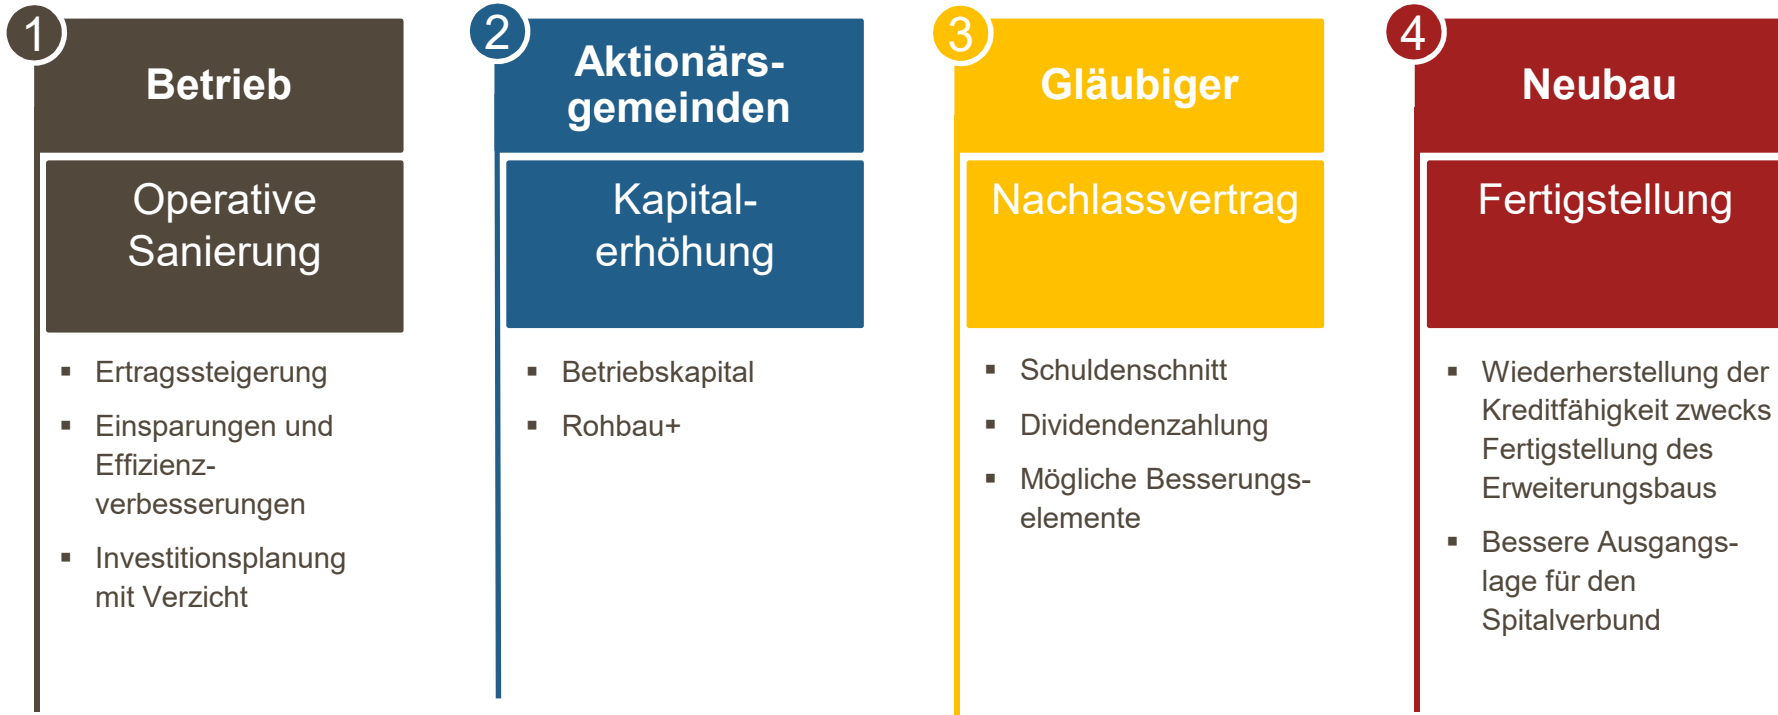 1
Betrieb
Operative
Sanierung
▪ Ertragssteigerung
▪ Einsparungen und
Effizienz-
verbesserungen
▪ Investitionsplanung
mit Verzicht
2
Aktionärs-
gemeinden
Kapital-
erhöhung
▪ Betriebskapital
▪ Rohbau+
3
Gläubiger
Nachlassvertrag
▪ Schuldenschnitt
▪ Dividendenzahlung
▪ Mögliche Besserungs-
elemente
4
Neubau
Fertigstellung
▪ Wiederherstellung der
Kreditfähigkeit zwecks
Fertigstellung des
Erweiterungsbaus
▪ Bessere Ausgangs-
lage für den
Spitalverbund